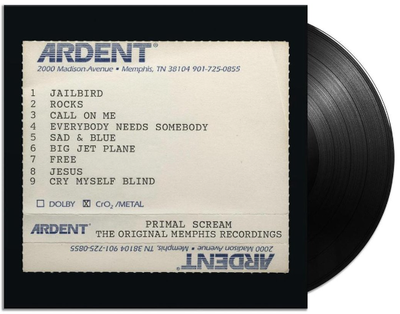 ARDENT®
2000 Madison Avenue • Memphis, TN 38104 901-725-0855
1 JAILBIRD
2 ROCKS
3 CALL ON ME
4 EVERYBODY NEEDS SOMEBODY
5 SAD & BLUE
6 BIG JET PLANE
7 FREE
8 JESUS
9 CRY MYSELF BLIND
☐ DOLBY ☒ CrO₂/METAL
ARDENT® PRIMAL SCREAM
THE ORIGINAL MEMPHIS RECORDINGS
2000 Madison Avenue • Memphis, TN 38104 901-725-0855
ARDENT